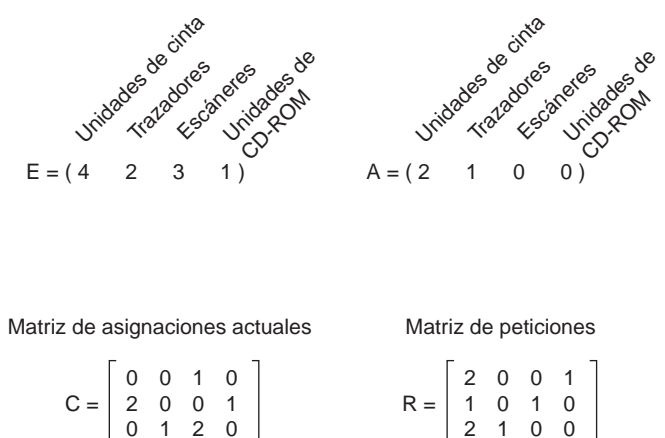 Unidades de cinta
Trazadores
Escáneres
Unidades de
CD-ROM
E = ( 4 2 3 1 )
Unidades de cinta
Trazadores
Escáneres
Unidades de
CD-ROM
A = ( 2 1 0 0 )
Matriz de asignaciones actuales
0 0 1 0
C = 2 0 0 1
0 1 2 0
Matriz de peticiones
2 0 0 1
R = 1 0 1 0
2 1 0 0